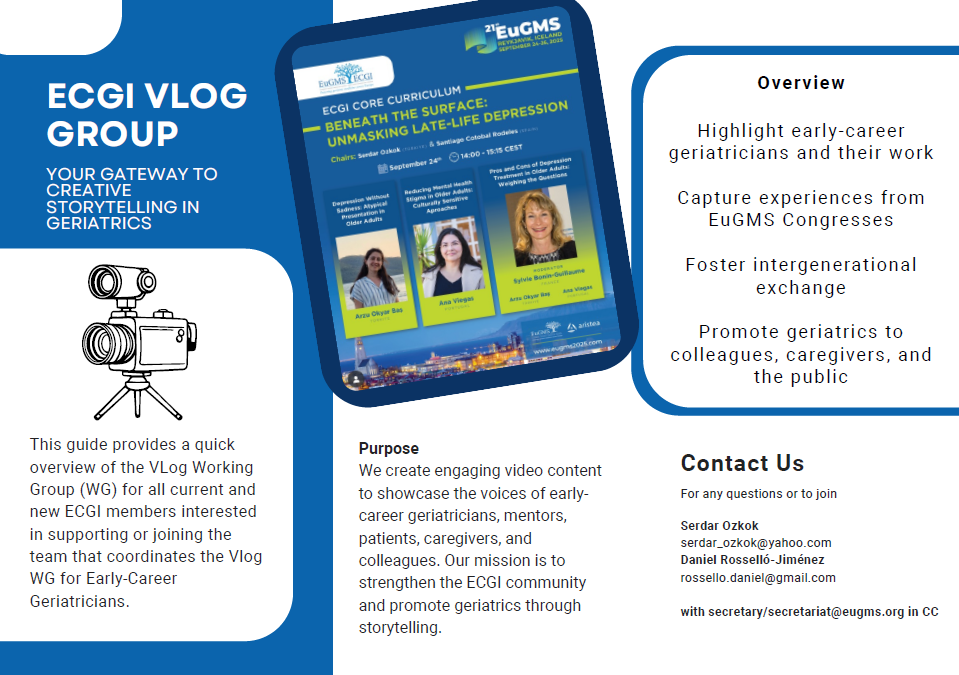 ECGI VLOG
GROUP
YOUR GATEWAY TO
CREATIVE
STORYTELLING IN
GERIATRICS
This guide provides a quick
overview of the VLog Working
Group (WG) for all current and
new ECGI members interested
in supporting or joining the
team that coordinates the Vlog
WG for Early-Career
Geriatricians.
21st EuGMS
REYKJAVIK, ICELAND
SEPTEMBER 24-26, 2025
EuGMS ECGI
ECGI CORE CURRICULUM
BENEATH THE SURFACE:
UNMASKING LATE-LIFE DEPRESSION
Chairs: Serdar Ozkok & Santiago Cotobal Rodeles
September 24th 14:00 - 15:15 CEST
Depression Without
Sadness: Atypical
Presentation in
Older Adults
Arzu Okyar Baş
Reducing Mental Health
Stigma in Older Adults:
Culturally Sensitive
Approaches
Ana Viegas
Pros and Cons of Depression
Treatment in Older Adults:
Weighing the Questions
MODERATOR
Sylvie Bonin-Guillaume
Arzu Okyar Baş Ana Viegas
EuGMS aristea
www.eugms2025.com
Purpose
We create engaging video content
to showcase the voices of early-
career geriatricians, mentors,
patients, caregivers, and
colleagues. Our mission is to
strengthen the ECGI community
and promote geriatrics through
storytelling.
Overview
Highlight early-career
geriatricians and their work
Capture experiences from
EuGMS Congresses
Foster intergenerational
exchange
Promote geriatrics to
colleagues, caregivers, and
the public
Contact Us
For any questions or to join
Serdar Ozkok
serdar_ozkok@yahoo.com
Daniel Rosselló-Jiménez
rossello.daniel@gmail.com
with secretary/secretariat@eugms.org in CC